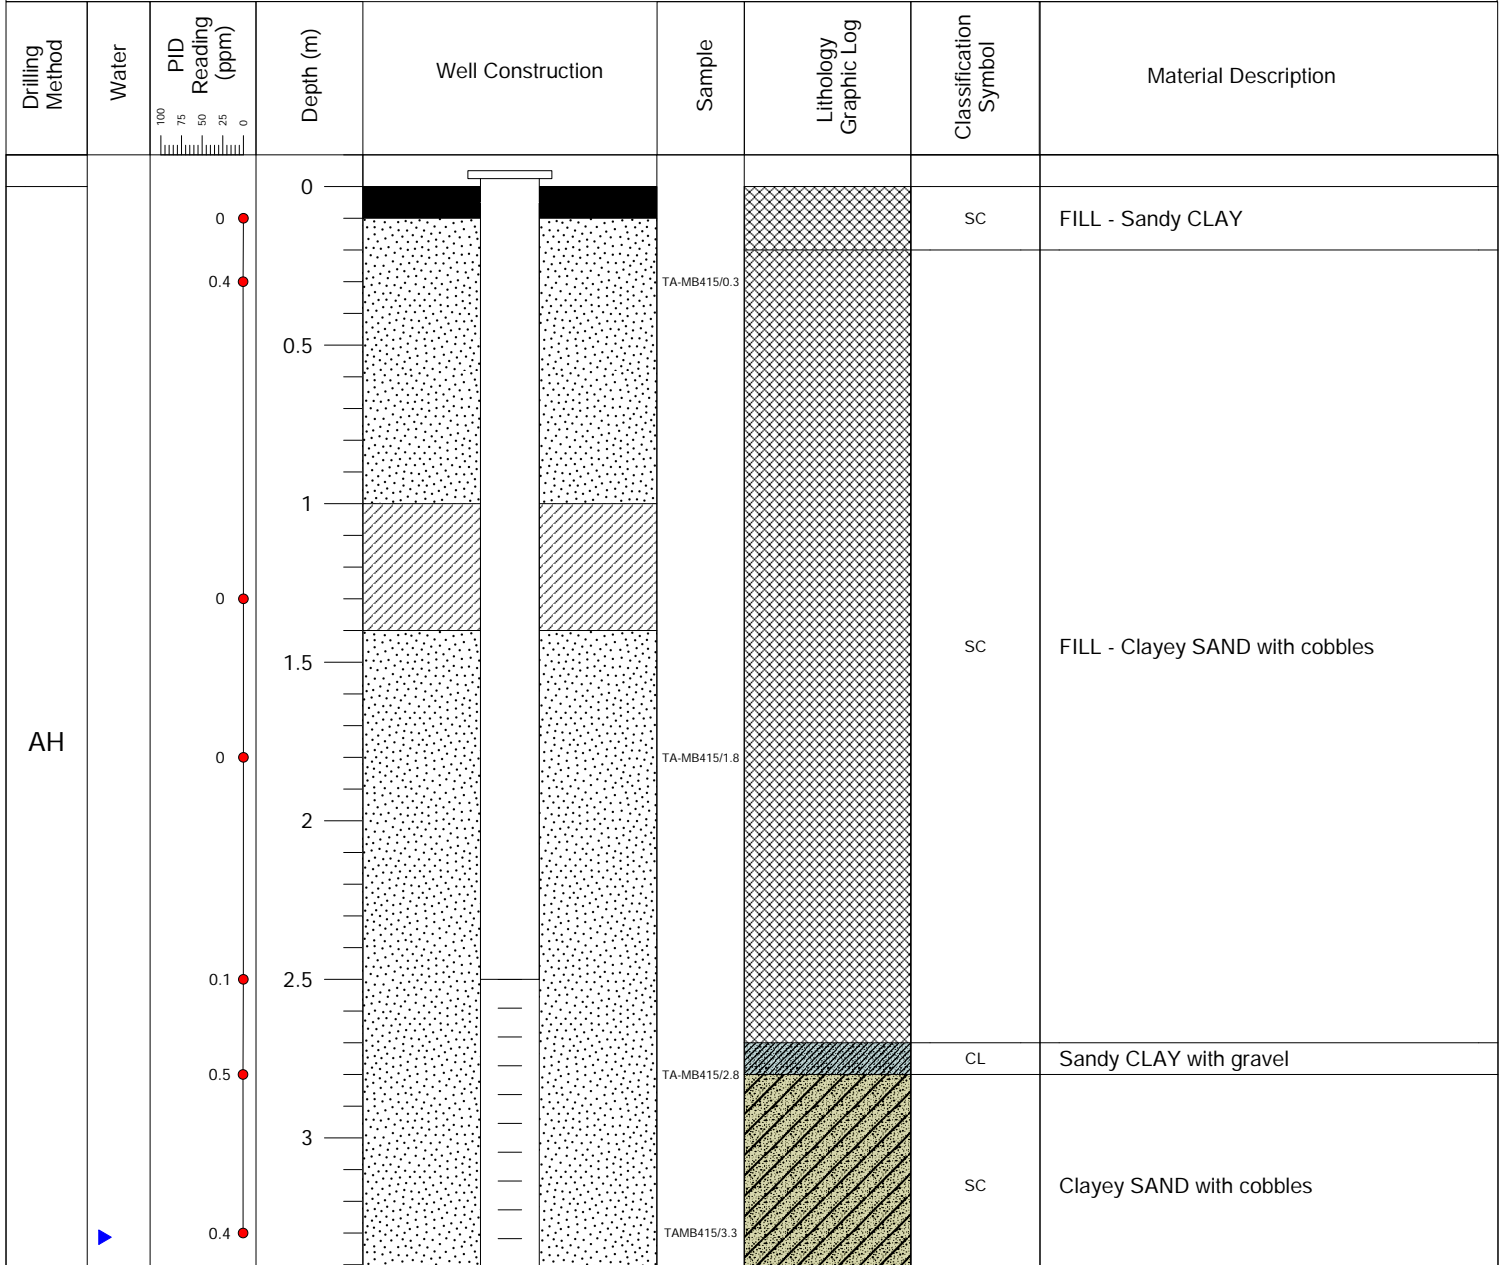 Drilling
Method
Water
PID
Reading
(ppm)
100
75
50
25
0
Depth (m)
Well Construction
Sample
Lithology
Graphic Log
Classification
Symbol
Material Description
0
0
SC
FILL - Sandy CLAY
0.4
TA-MB415/0.3
0.5
1
0
SC
FILL - Clayey SAND with cobbles
1.5
AH
0
TA-MB415/1.8
2
0.1
2.5
CL
Sandy CLAY with gravel
0.5
TA-MB415/2.8
3
SC
Clayey SAND with cobbles
0.4
TAMB415/3.3